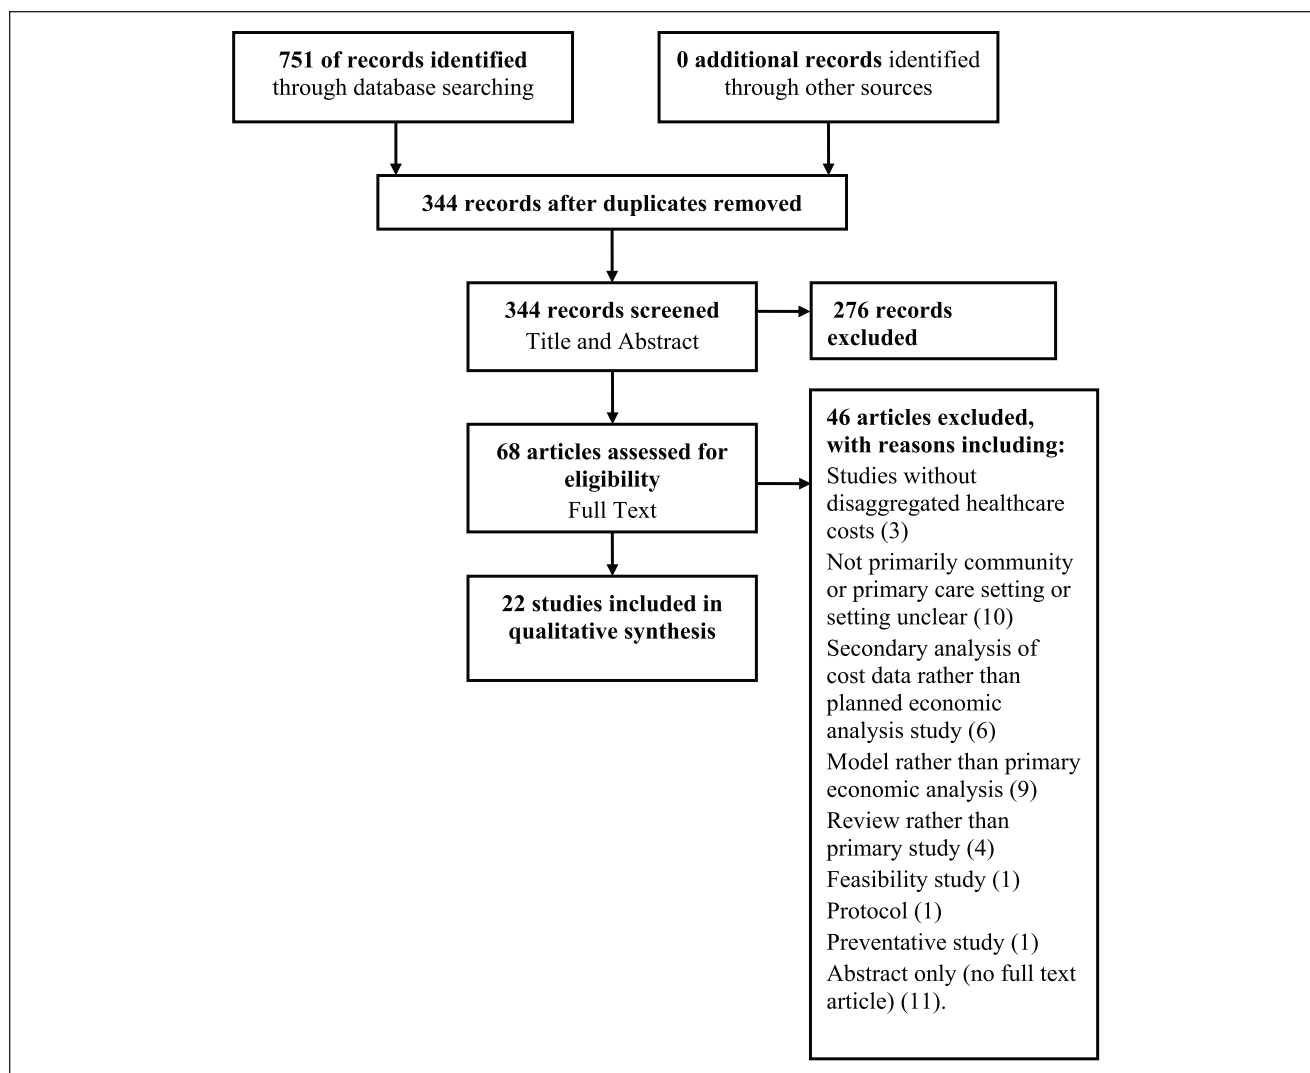 751 of records identified
through database searching
0 additional records identified
through other sources
344 records after duplicates removed
344 records screened
Title and Abstract
276 records
excluded
68 articles assessed for
eligibility
Full Text
46 articles excluded,
with reasons including:
Studies without
disaggregated healthcare
costs (3)
Not primarily community
or primary care setting or
setting unclear (10)
Secondary analysis of
cost data rather than
planned economic
analysis study (6)
Model rather than primary
economic analysis (9)
Review rather than
primary study (4)
Feasibility study (1)
Protocol (1)
Preventative study (1)
Abstract only (no full text
article) (11).
22 studies included in
qualitative synthesis